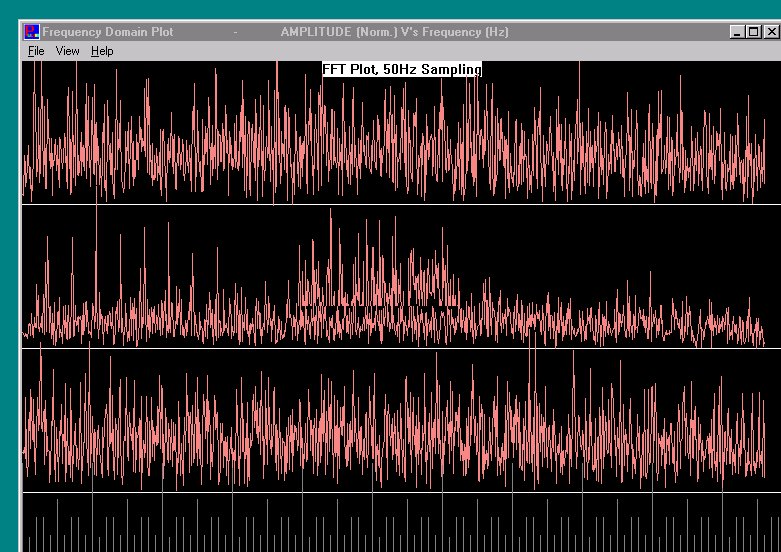 Frequency Domain Plot - AMPLITUDE (Norm.) V's Frequency (Hz)
File View Help
FFT Plot, 50Hz Sampling